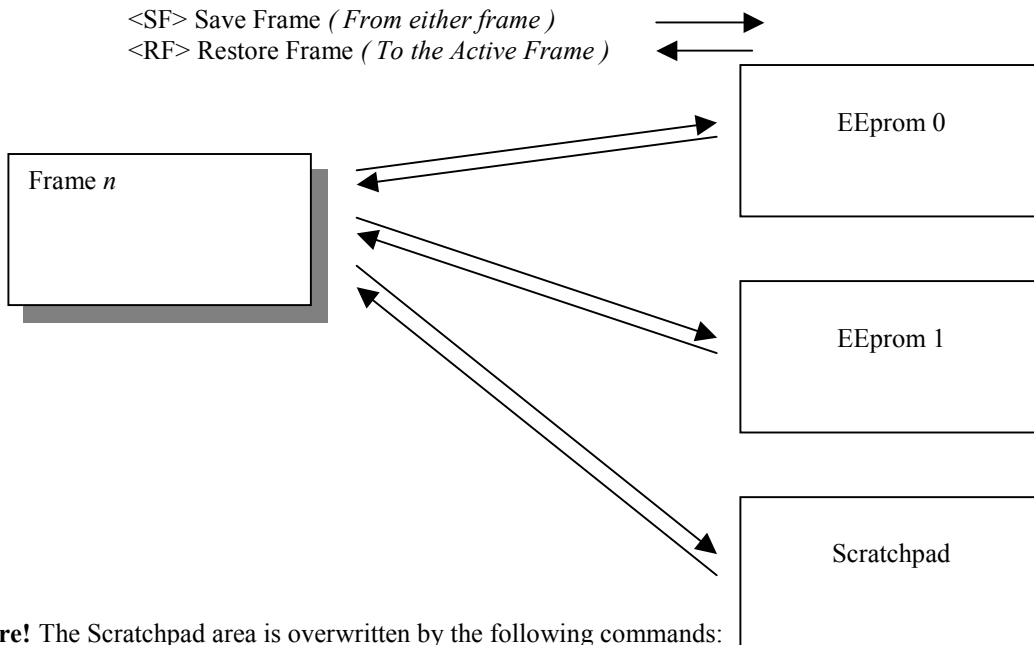 <SF> Save Frame ( From either frame )
<RF> Restore Frame ( To the Active Frame )
EEprom 0
Frame n
EEprom 1
Scratchpad
re! The Scratchpad area is overwritten by the following commands: